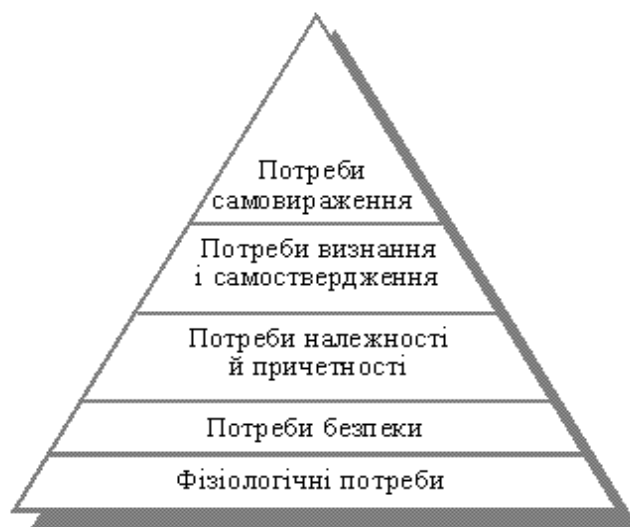 Потреби
самовираження
Потреби визнання
і самоствердження
Потреби належності
й причетності
Потреби безпеки
Фізіологічні потреби